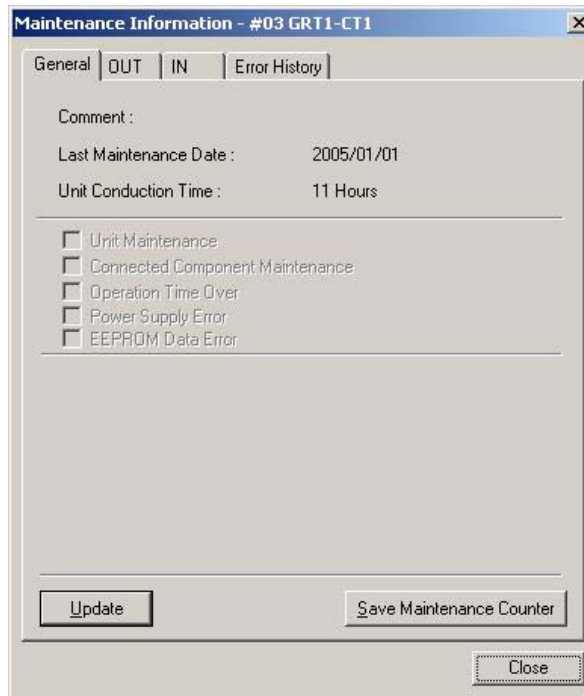 Maintenance Information - #03 GRT1-CT1
General OUT IN Error History
Comment :
Last Maintenance Date : 2005/01/01
Unit Conduction Time : 11 Hours
Unit Maintenance
Connected Component Maintenance
Operation Time Over
Power Supply Error
EEPROM Data Error
Update Save Maintenance Counter
Close